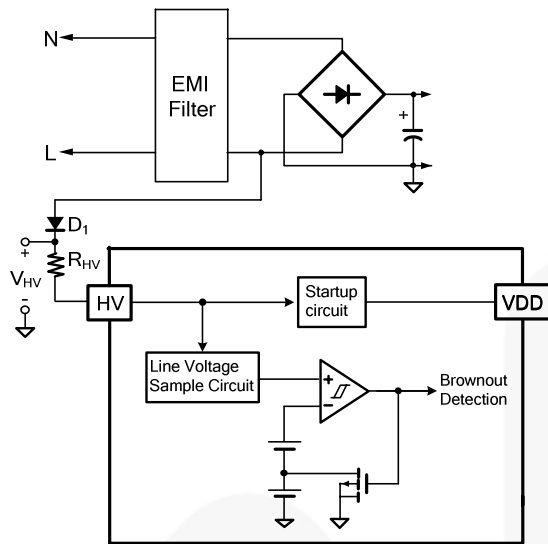 N
EMI
Filter
L
+
D1
+
RHV
VHV
-
HV
Startup
circuit
VDD
Line Voltage
Sample Circuit
+
-
Brownout
Detection